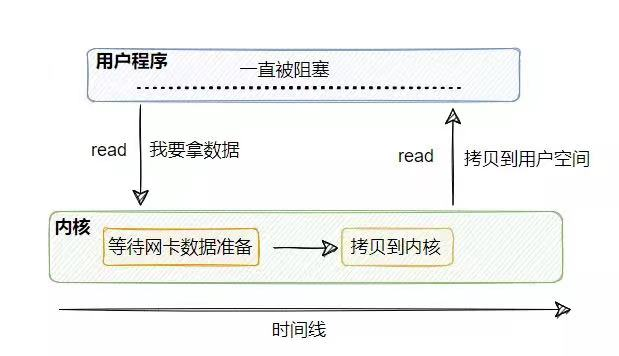 用户程序
一直被阻塞
read
我要拿数据
read
拷贝到用户空间
内核
等待网卡数据准备
拷贝到内核
时间线